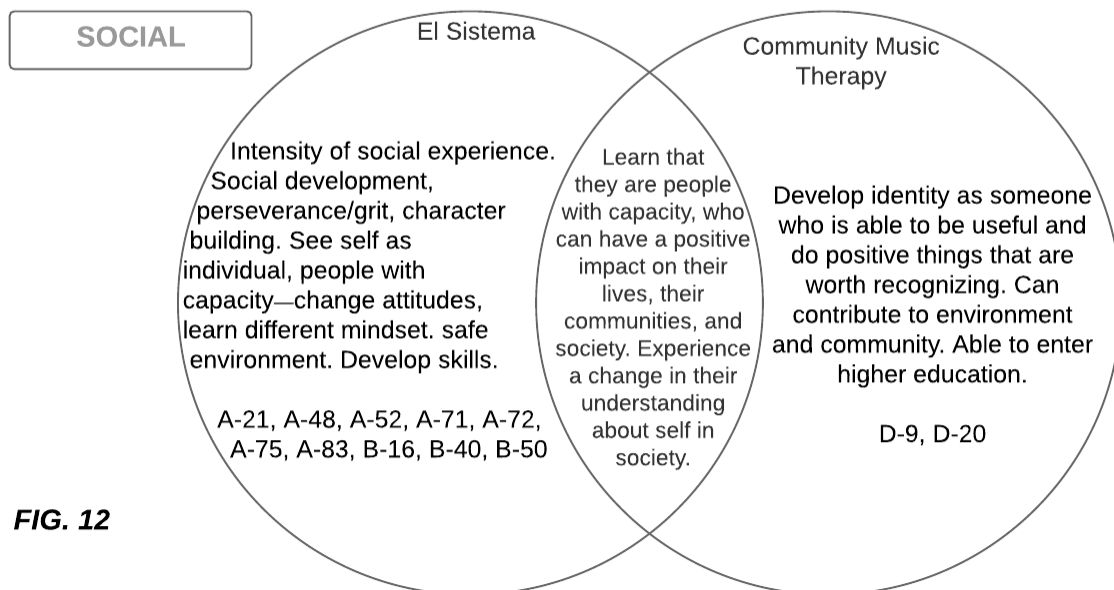 SOCIAL
El Sistema
Community Music
Therapy
Intensity of social experience.
Social development,
perseverance/grit, character
building. See self as
individual, people with
capacity—change attitudes,
learn different mindset. safe
environment. Develop skills.
A-21, A-48, A-52, A-71, A-72,
A-75, A-83, B-16, B-40, B-50
Learn that
they are people
with capacity, who
can have a positive
impact on their
lives, their
communities, and
society. Experience
a change in their
understanding
about self in
society.
Develop identity as someone
who is able to be useful and
do positive things that are
worth recognizing. Can
contribute to environment
and community. Able to enter
higher education.
D-9, D-20
FIG. 12